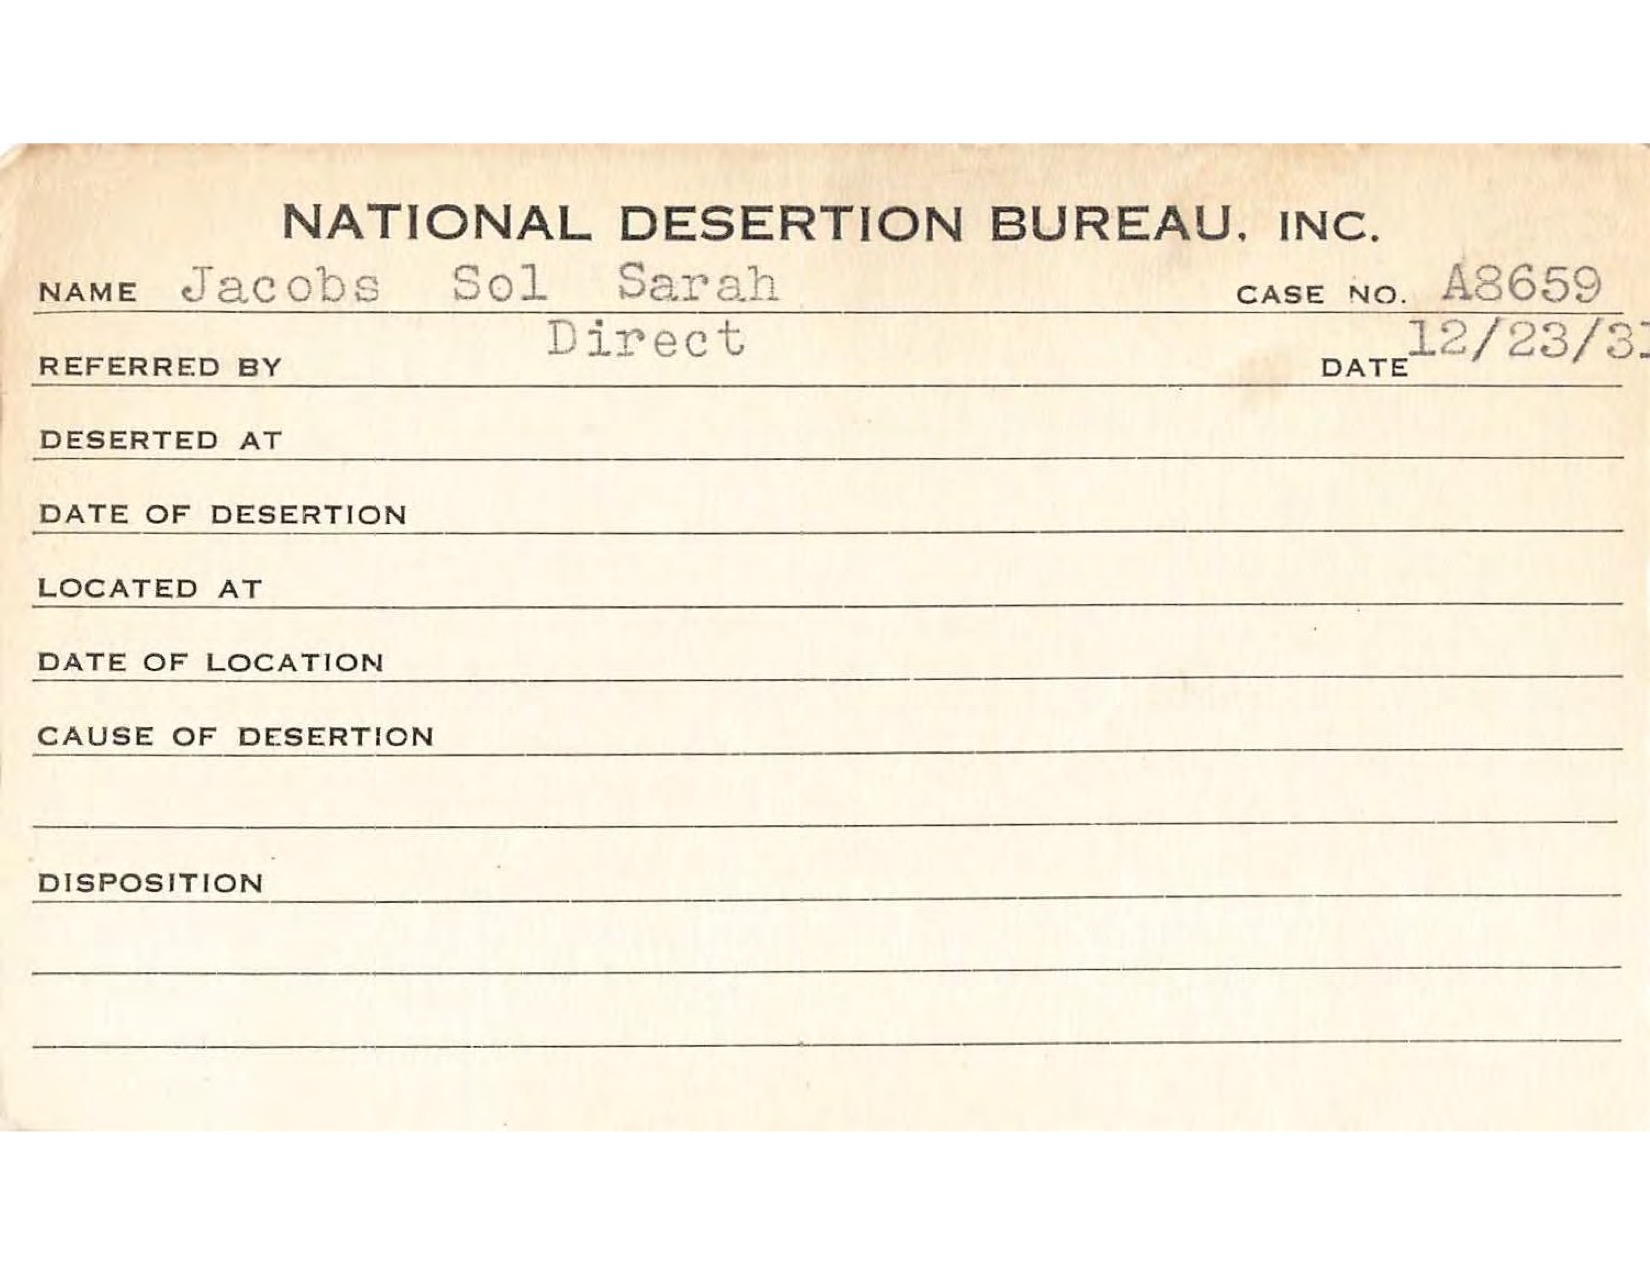 NATIONAL DESERTION BUREAU, INC.
NAME Jacobs Sol Sarah CASE NO. A8659
REFERRED BY Direct DATE 12/23/31
DESERTED AT
DATE OF DESERTION
LOCATED AT
DATE OF LOCATION
CAUSE OF DESERTION
DISPOSITION